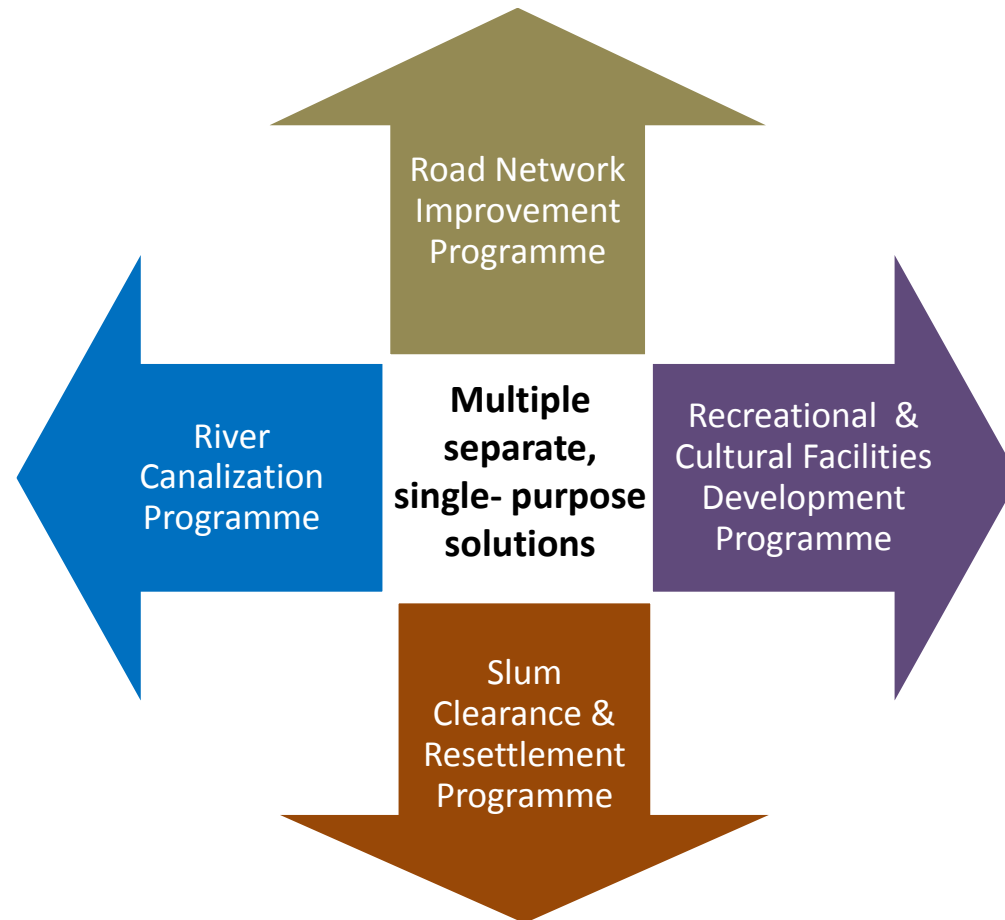 Road Network
Improvement
Programme
River
Canalization
Programme
Multiple
separate,
single- purpose
solutions
Recreational  &
Cultural Facilities
Development
Programme
Slum
Clearance &
Resettlement
Programme